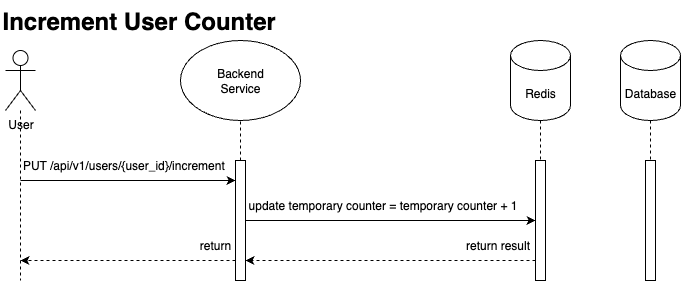 Increment User Counter
Backend
Service
Redis
Database
User
PUT /api/v1/users/{user_id}/increment
update temporary counter = temporary counter + 1
return
return result